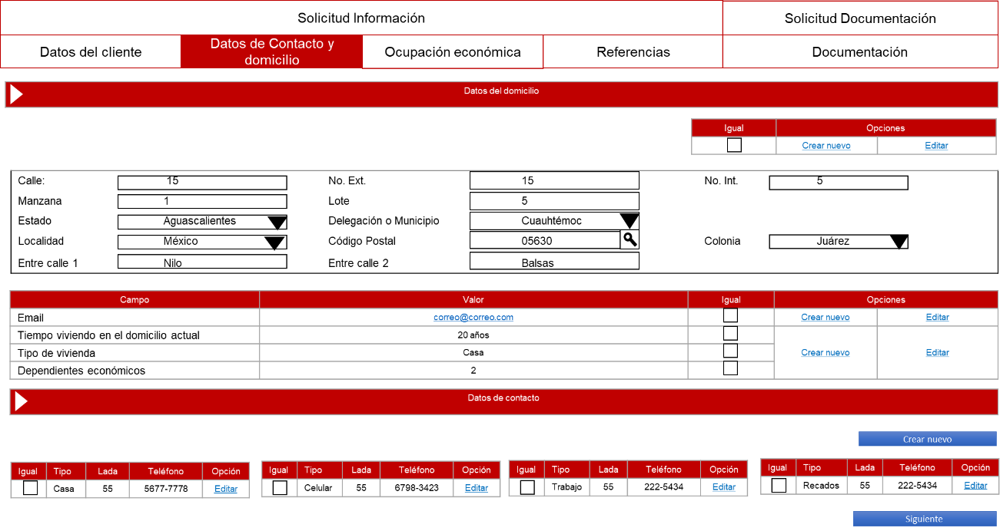 Solicitud Información Solicitud Documentación
Datos del cliente Datos de Contacto y domicilio Ocupación económica Referencias Documentación
Datos del domicilio
Igual Opciones
Crear nuevo Editar
Calle: 15 No. Ext. 15 No. Int. 5
Manzana 1 Lote 5
Estado Aguascalientes Delegación o Municipio Cuauhtémoc
Localidad México Código Postal 05630 Colonia Juárez
Entre calle 1 Nilo Entre calle 2 Balsas
Campo Valor Igual Opciones
Email correo@correo.com Crear nuevo Editar
Tiempo viviendo en el domicilio actual 20 años
Tipo de vivienda Casa Crear nuevo Editar
Dependientes económicos 2
Datos de contacto
Crear nuevo
Igual Tipo Lada Teléfono Opción Igual Tipo Lada Teléfono Opción Igual Tipo Lada Teléfono Opción Igual Tipo Lada Teléfono Opción
Casa 55 5677-7778 Editar Celular 55 6798-3423 Editar Trabajo 55 222-5434 Editar Recados 55 222-5434 Editar
Siguiente